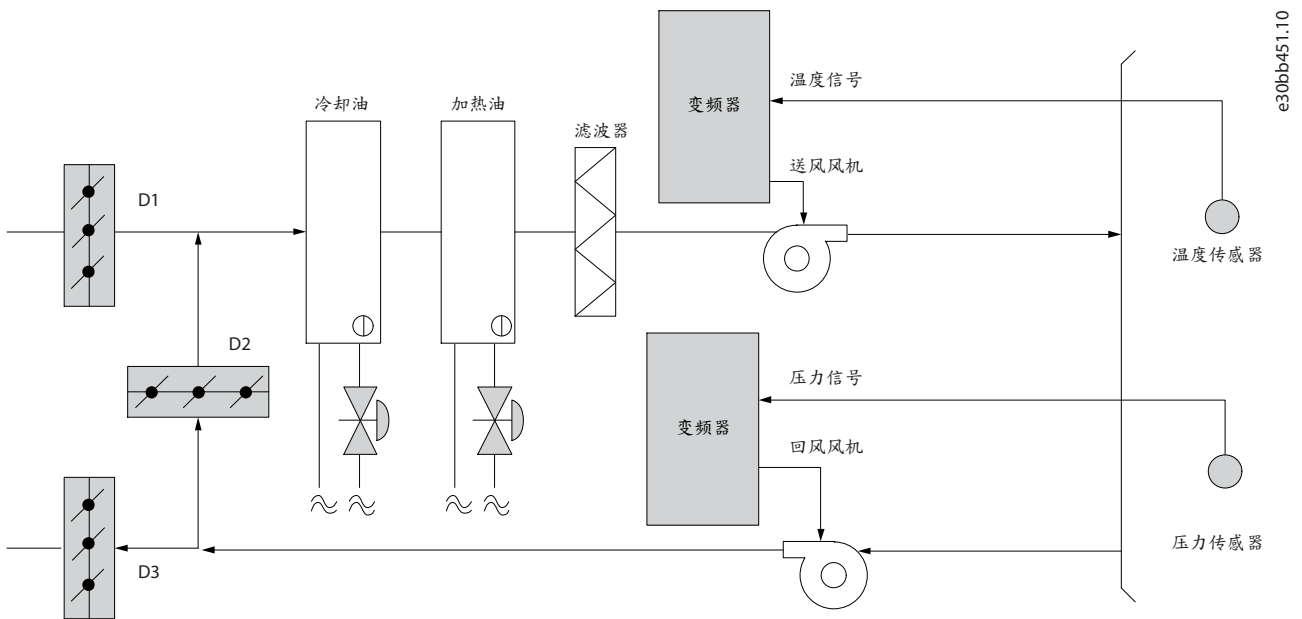 e30bb451.10
温度信号
冷却油
加热油
变频器
滤波器
送风风机
D1
温度传感器
D2
压力信号
变频器
回风风机
压力传感器
D3